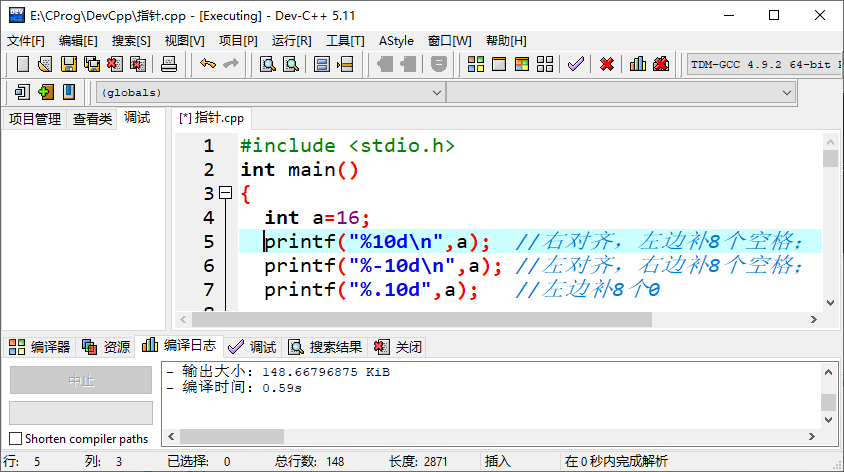 E:\CProg\DevCpp\指针.cpp - [Executing] - Dev-C++ 5.11
文件[F] 编辑[E] 搜索[S] 视图[V] 项目[P] 运行[R] 工具[T] AStyle 窗口[W] 帮助[H]
TDM-GCC 4.9.2 64-bit
(globals)
项目管理 查看类 调试 [*] 指针.cpp
1 #include <stdio.h>
2 int main()
3 {
4 int a=16;
5 printf("%10d\n",a); //右对齐，左边补8个空格；
6 printf("%-10d\n",a); //左对齐，右边补8个空格；
7 printf("%.10d",a); //左边补8个0
编译器 资源 编译日志 调试 搜索结果 关闭
中止
- 输出大小：148.66796875 KiB
- 编译时间：0.59s
Shorten compiler paths
行： 5 列： 3 已选择： 0 总行数： 148 长度： 2871 插入 在 0 秒内完成解析